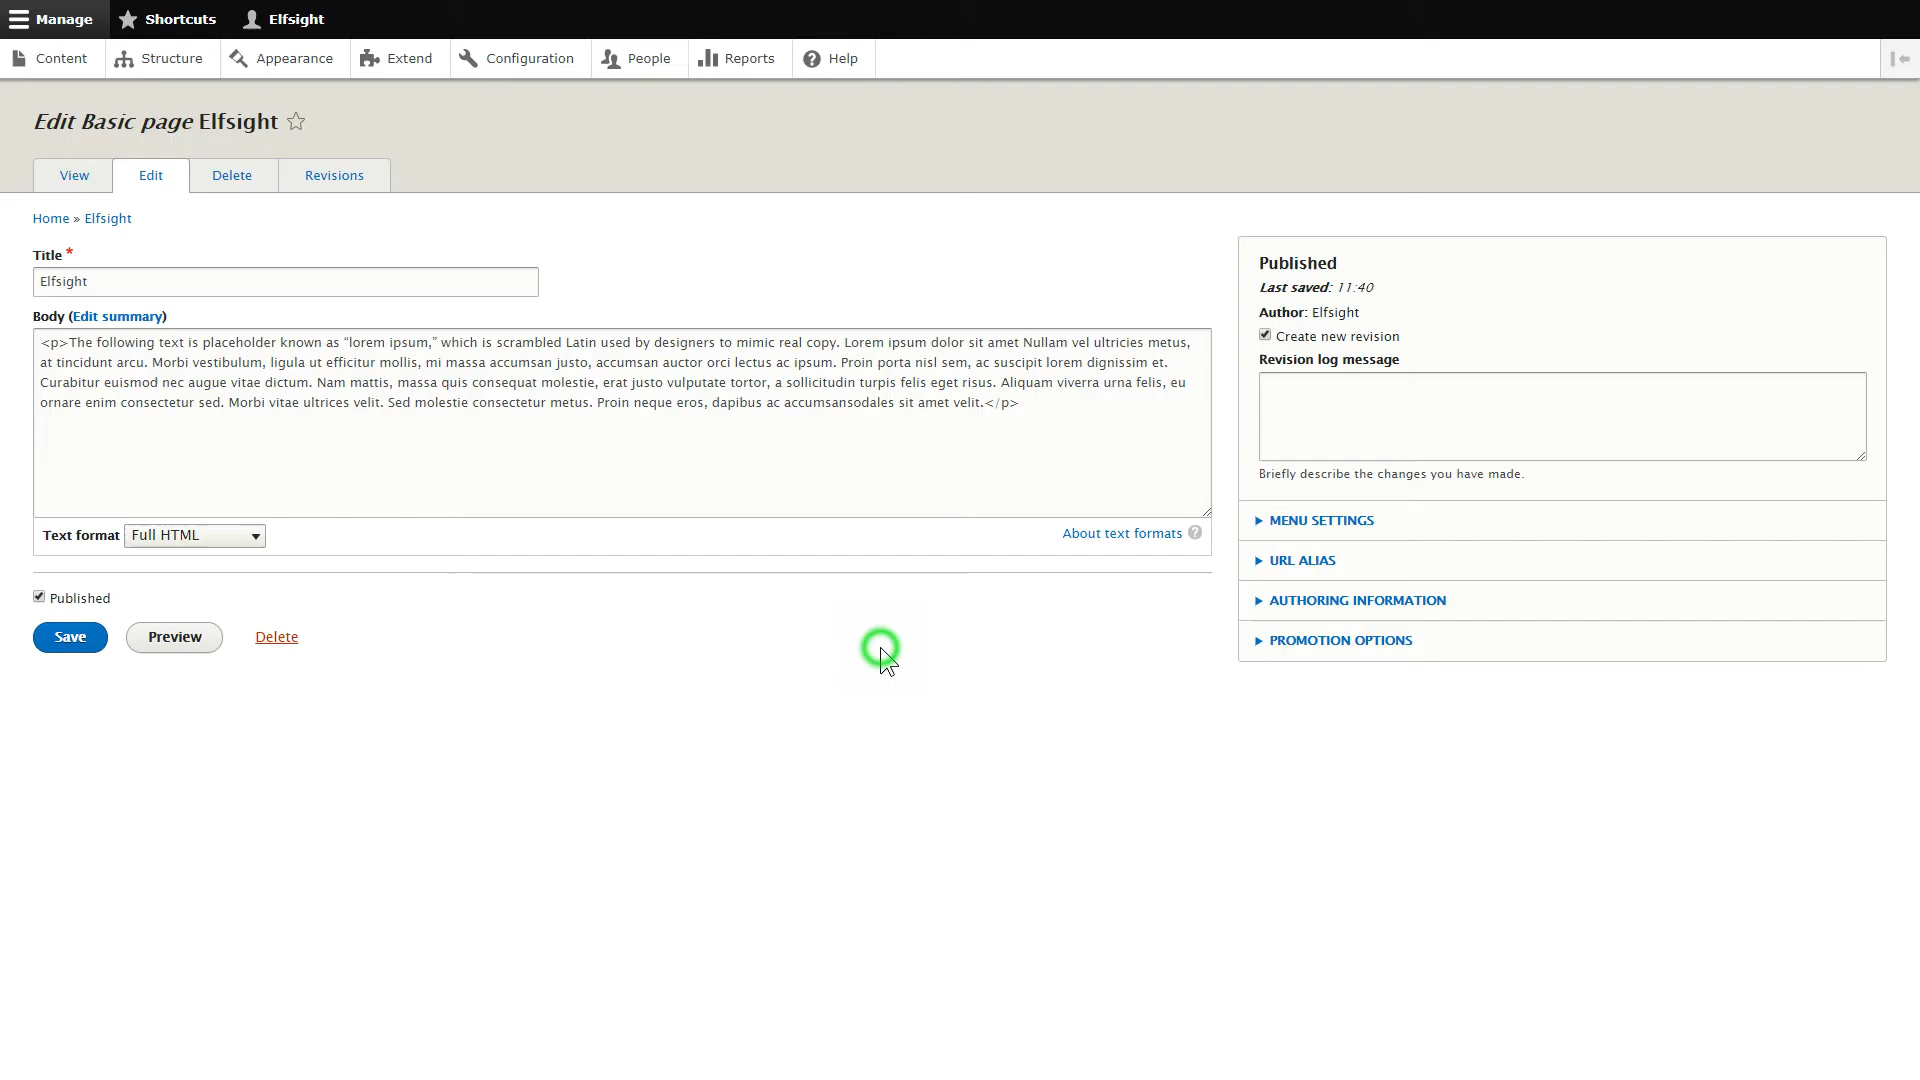 Manage Shortcuts Elfsight
Content Structure Appearance Extend Configuration People Reports Help
Edit Basic page Elfsight
View Edit Delete Revisions
Home » Elfsight
Title *
Elfsight
Body (Edit summary)
<p>The following text is placeholder known as “lorem ipsum,” which is scrambled Latin used by designers to mimic real copy. Lorem ipsum dolor sit amet Nullam vel ultricies metus,
at tincidunt arcu. Morbi vestibulum, ligula ut efficitur mollis, mi massa accumsan justo, accumsan auctor orci lectus ac ipsum. Proin porta nisl sem, ac suscipit lorem dignissim et.
Curabitur euismod nec augue vitae dictum. Nam mattis, massa quis consequat molestie, erat justo vulputate tortor, a sollicitudin turpis felis eget risus. Aliquam viverra urna felis, eu
ornare enim consectetur sed. Morbi vitae ultrices velit. Sed molestie consectetur metus. Proin neque eros, dapibus ac accumsansodales sit amet velit.</p>
Text format Full HTML
About text formats ?
Published
Save Preview Delete
Published
Last saved: 11:40
Author: Elfsight
Create new revision
Revision log message
Briefly describe the changes you have made.
MENU SETTINGS
URL ALIAS
AUTHORING INFORMATION
PROMOTION OPTIONS